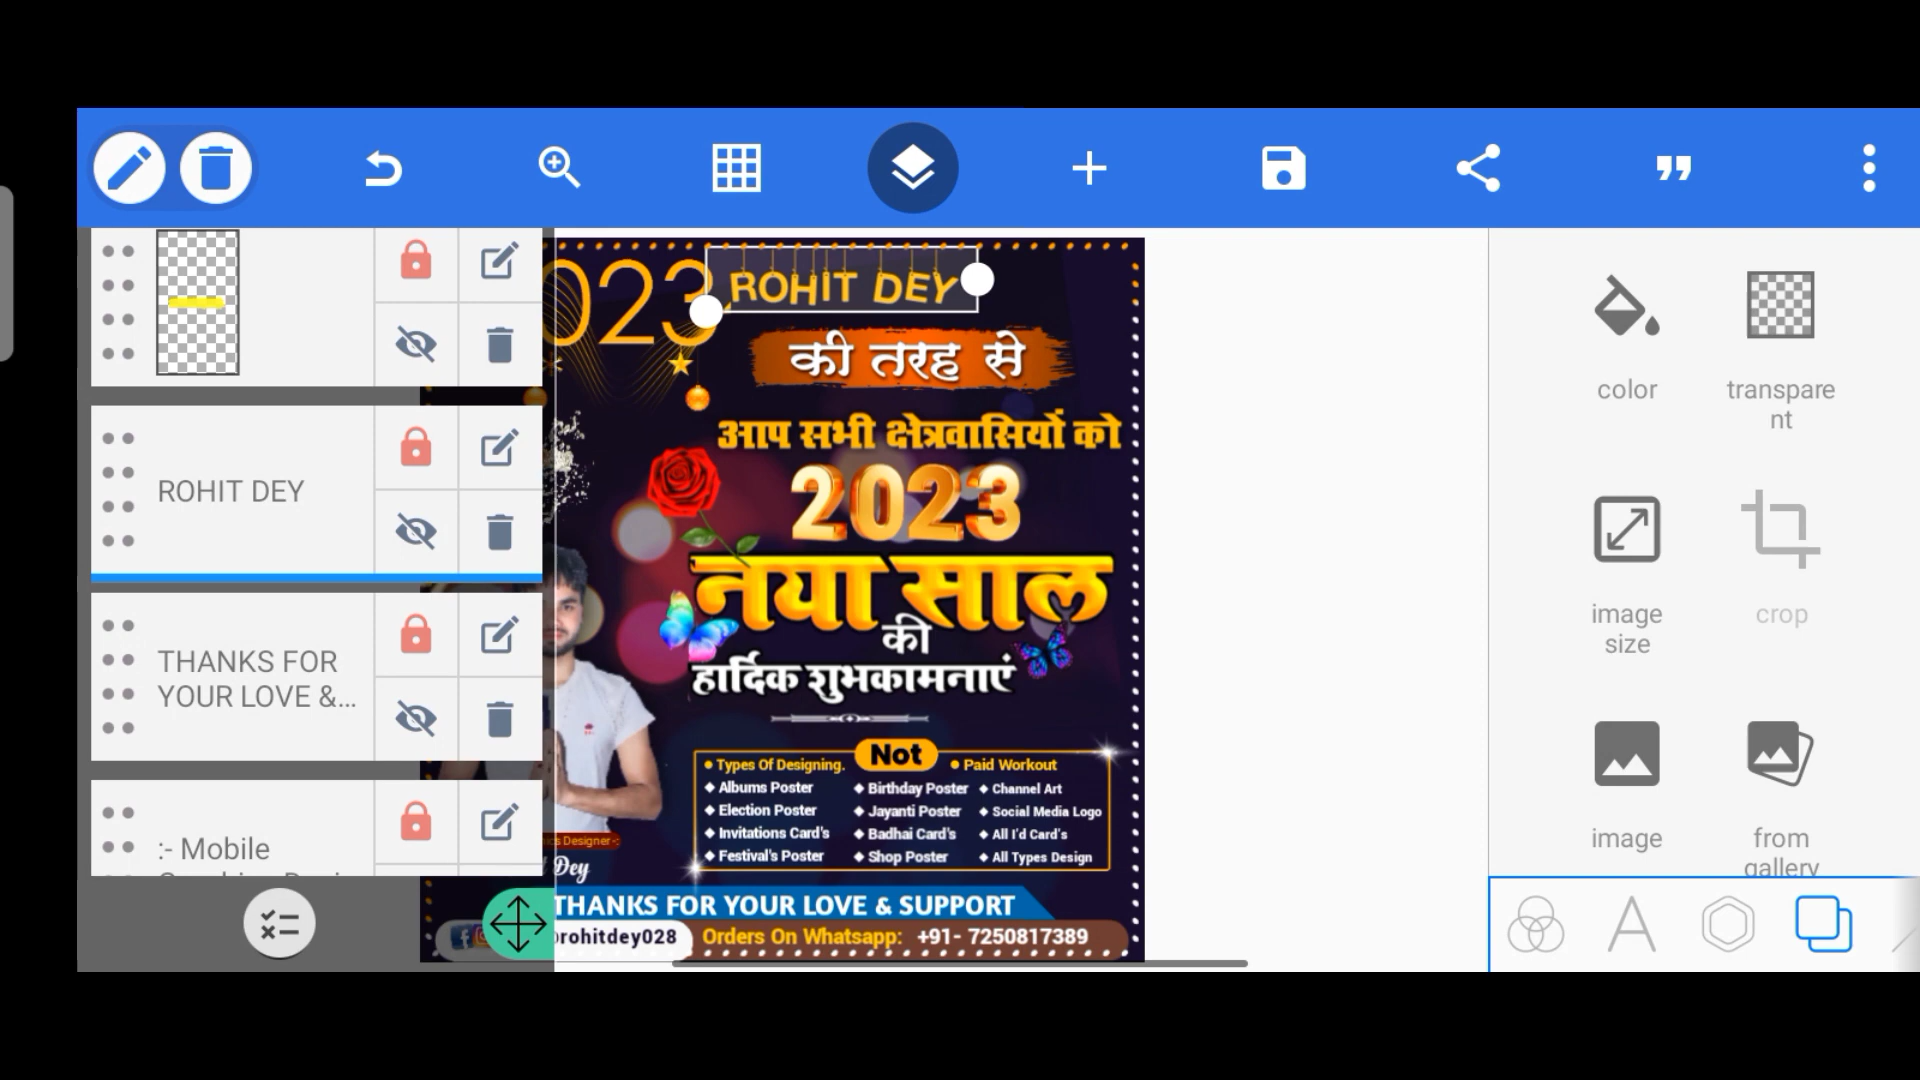 ROHIT DEY
THANKS FOR
YOUR LOVE &...
:- Mobile
023
ROHIT DEY
की तरह से
आप सभी क्षेत्रवासियों को
2023
नया साल
की
हार्दिक शुभकामनाएं
Not
Types Of Designing.
Paid Workout
Albums Poster
Birthday Poster
Channel Art
Election Poster
Jayanti Poster
Social Media Logo
Invitations Card's
Badhai Card's
All I'd Card's
Festival's Poster
Shop Poster
All Types Design
cs Designer -:
Dey
THANKS FOR YOUR LOVE & SUPPORT
rohitdey028
Orders On Whatsapp: +91- 7250817389
color
transpare
nt
image
size
crop
image
from
gallery